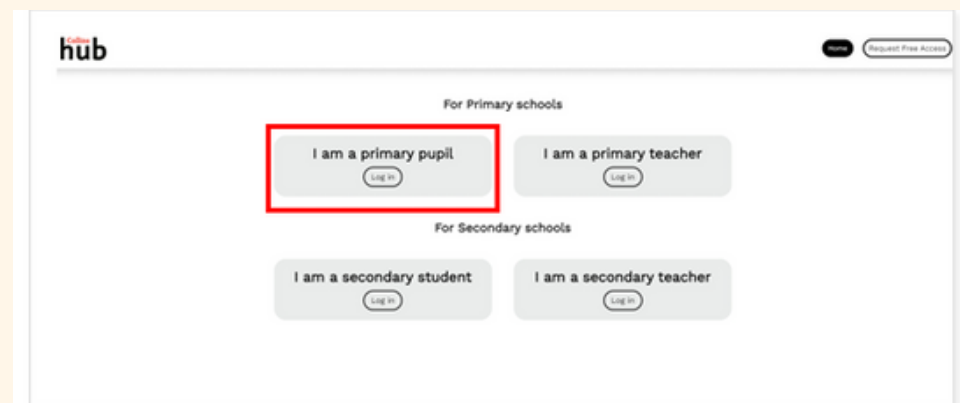 Collins
hub
Home
Request Free Access
For Primary schools
I am a primary pupil
Log in
I am a primary teacher
Log in
For Secondary schools
I am a secondary student
Log in
I am a secondary teacher
Log in